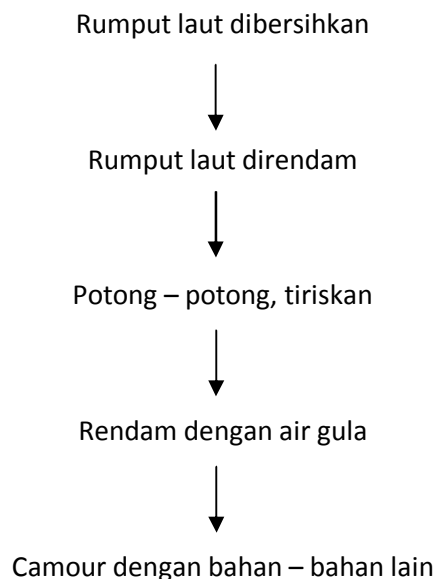 Rumput laut dibersihkan
Rumput laut direndam
Potong – potong, tiriskan
Rendam dengan air gula
Camour dengan bahan – bahan lain